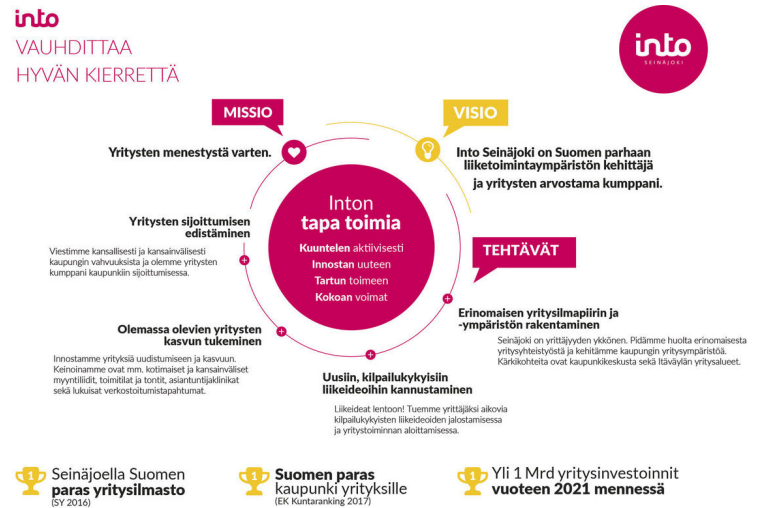 into
VAUHDITTAA
HYVÄN KIERRETTÄ
into
SEINÄJOKI
MISSIO
Yritysten menestystä varten.
VISIO
Into Seinäjoki on Suomen parhaan
liiketoimintaympäristön kehittäjä
ja yritysten arvostama kumppani.
Inton
tapa toimia
Kuuntelen aktiivisesti
Innostan uuteen
Tartun toimeen
Kokoan voimat
TEHTÄVÄT
Erinomaisen yritysilmapiirin ja
-ympäristön rakentaminen
Seinäjoki on yrittäjyyden ykkönen. Pidämme huolta erinomaisesta
yritysyhteistyöstä ja kehitämme kaupungin yritysympäristöä.
Kärkikohteita ovat kaupunkikeskusta sekä Itäväylän yritysalueet.
Uusiin, kilpailukykyisiin
liikeideoihin kannustaminen
Liikeideat lentoon! Tuemme yrittäjäksi aikovia
kilpailukykyisten liikeideoiden jalostamisessa
ja yritystoiminnan aloittamisessa.
Olemassa olevien yritysten
kasvun tukeminen
Innostamme yrityksiä uudistumiseen ja kasvuun.
Keinoinamme ovat mm. kotimaiset ja kansainväliset
myyntiliidit, toimitilat ja tontit, asiantuntijaklinikat
sekä lukuisat verkostoitumistapahtumat.
Yritysten sijoittumisen
edistäminen
Viestimme kansallisesti ja kansainvälisesti
kaupungin vahvuuksista ja olemme yritysten
kumppani kaupunkiin sijoittumisessa.
1
Seinäjoella Suomen
paras yritysilmasto
(SY 2016)
1
Suomen paras
kaupunki yrityksille
(EK Kuntaranking 2017)
1
Yli 1 Mrd yritysinvestoinnit
vuoteen 2021 mennessä